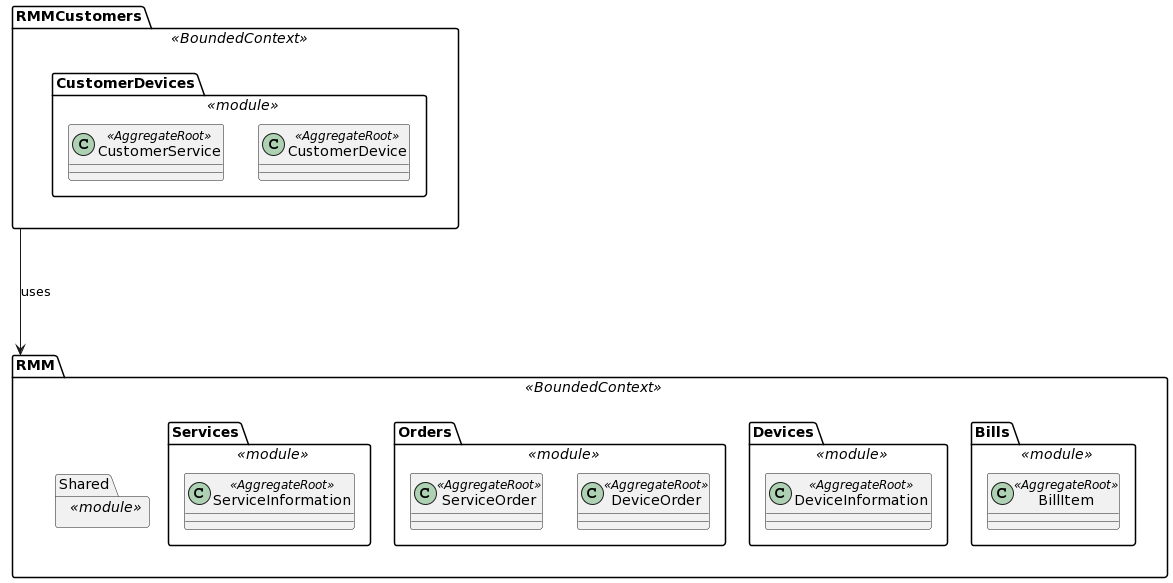 RMMCustomers
«BoundedContext»
CustomerDevices
«module»
C «AggregateRoot» CustomerService
C «AggregateRoot» CustomerDevice
uses
RMM
«BoundedContext»
Shared
«module»
Services
«module»
C «AggregateRoot» ServiceInformation
Orders
«module»
C «AggregateRoot» ServiceOrder
C «AggregateRoot» DeviceOrder
Devices
«module»
C «AggregateRoot» DeviceInformation
Bills
«module»
C «AggregateRoot» BillItem